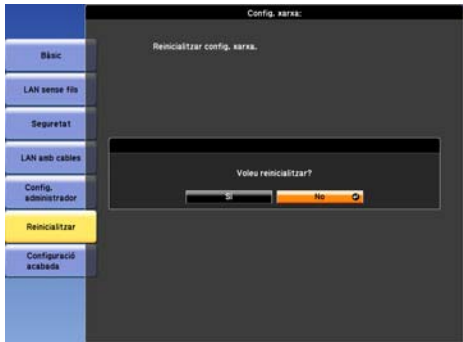 Config. xarxa:
Bàsic
Reinicialitzar config. xarxa.
LAN sense fils
Seguretat
LAN amb cables
Voleu reinicialitzar?
Config.
administrador
Sí
No
Reinicialitzar
Configuració
acabada